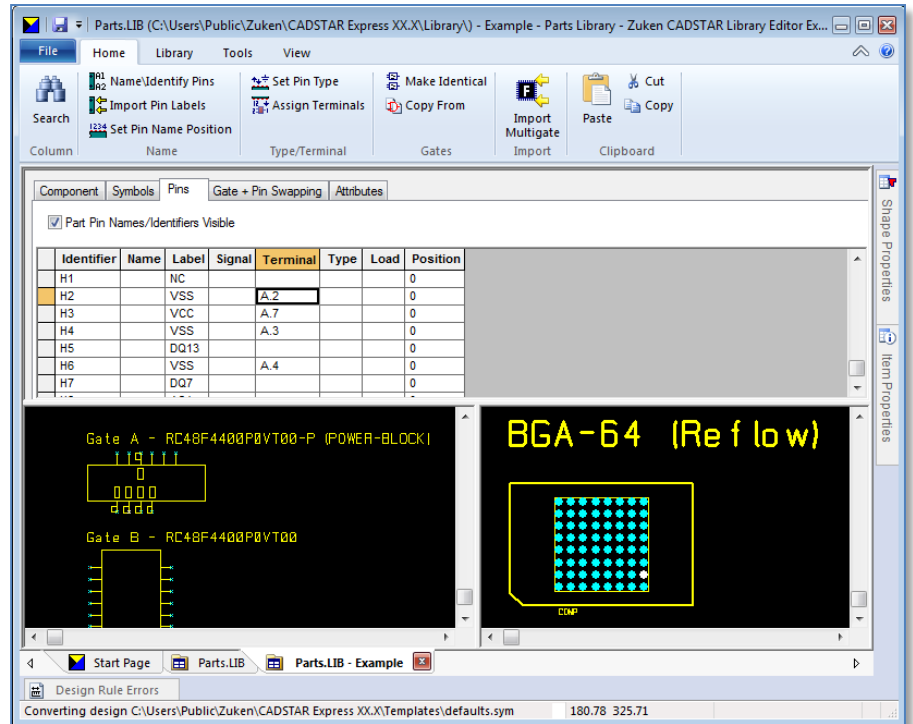 Parts.LIB (C:\Users\Public\Zuken\CADSTAR Express XX.X\Library\) - Example - Parts Library - Zuken CADSTAR Library Editor Ex...
File Home Library Tools View
Search
A1 A2 Name\Identify Pins
Import Pin Labels
1234 Set Pin Name Position
Set Pin Type
Assign Terminals
Make Identical
Copy From
F
Import Multigate
Paste
Cut
Copy
Column Name Type/Terminal Gates Import Clipboard
Component Symbols Pins Gate + Pin Swapping Attributes
Part Pin Names/Identifiers Visible
Identifier Name Label Signal Terminal Type Load Position
H1 NC 0
H2 VSS A.2 0
H3 VCC A.7 0
H4 VSS A.3 0
H5 DQ13 0
H6 VSS A.4 0
H7 DQ7 0
Shape Properties
Item Properties
Gate A - RC48F4400P0VT00-P (POWER-BLOCK)
Gate B - RC48F4400P0VT00
BGA-64 (Reflow)
COMP
Start Page Parts.LIB Parts.LIB - Example
Design Rule Errors
Converting design C:\Users\Public\Zuken\CADSTAR Express XX.X\Templates\defaults.sym 180.78 325.71